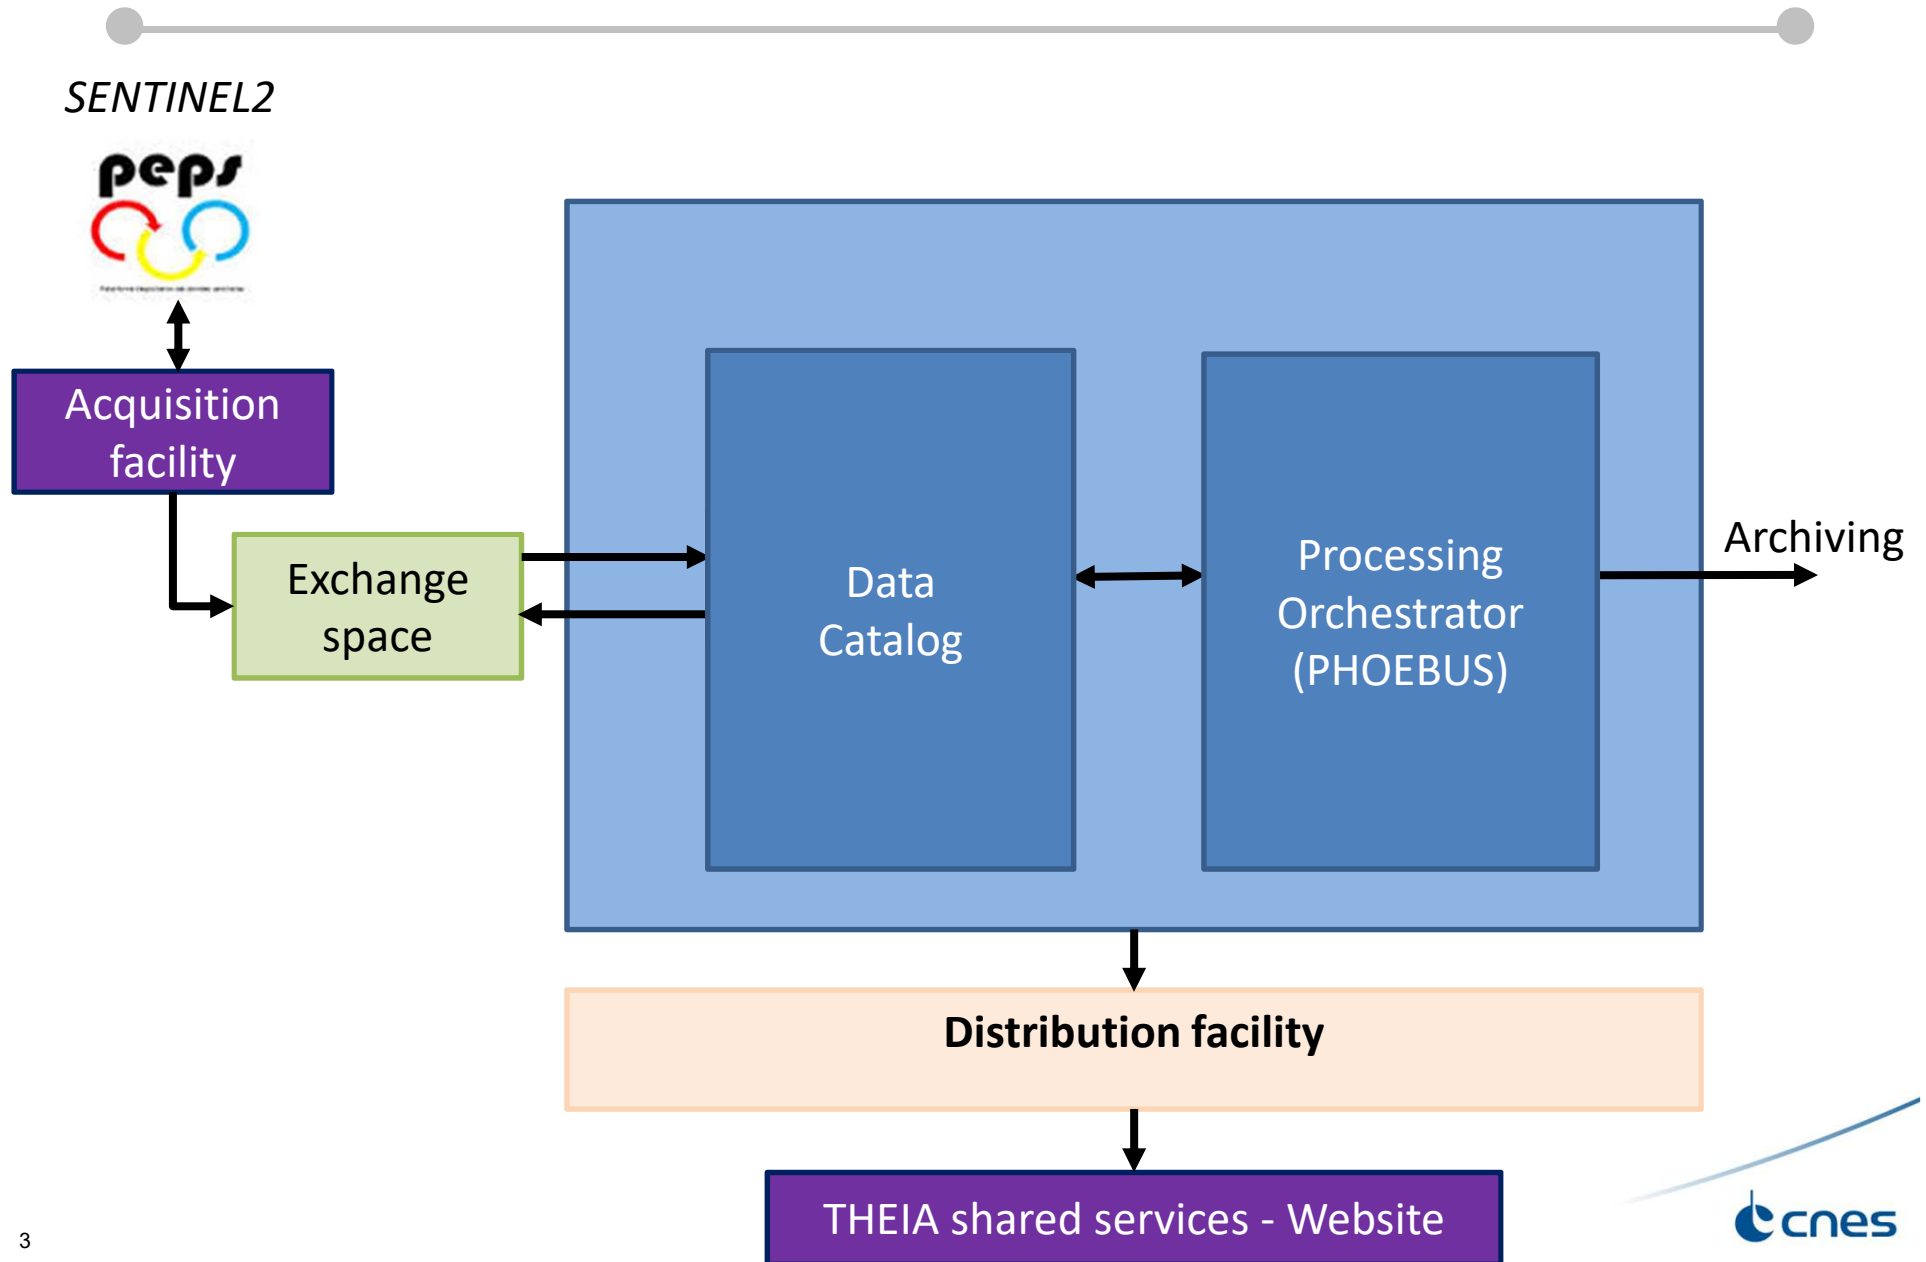 SENTINEL2
peps
Acquisition
facility
Exchange
space
Data
Catalog
Processing
Orchestrator
(PHOEBUS)
Archiving
Distribution facility
THEIA shared services - Website
cnes
3